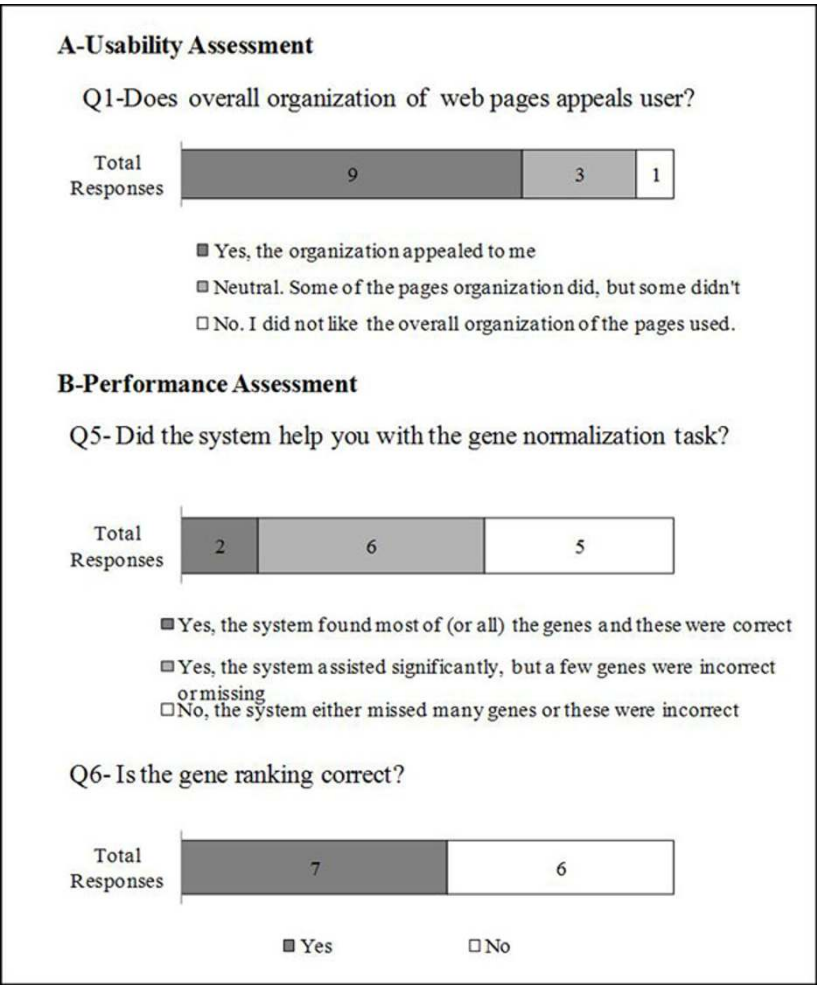 A-Usability Assessment
Q1-Does overall organization of web pages appeals user?
Total
Responses
9
3
1
Yes, the organization appealed to me
Neutral. Some of the pages organization did, but some didn't
No. I did not like the overall organization of the pages used.
B-Performance Assessment
Q5- Did the system help you with the gene normalization task?
Total
Responses
2
6
5
Yes, the system found most of (or all) the genes and these were correct
Yes, the system assisted significantly, but a few genes were incorrect
or missing
No, the system either missed many genes or these were incorrect
Q6- Is the gene ranking correct?
Total
Responses
7
6
Yes
No